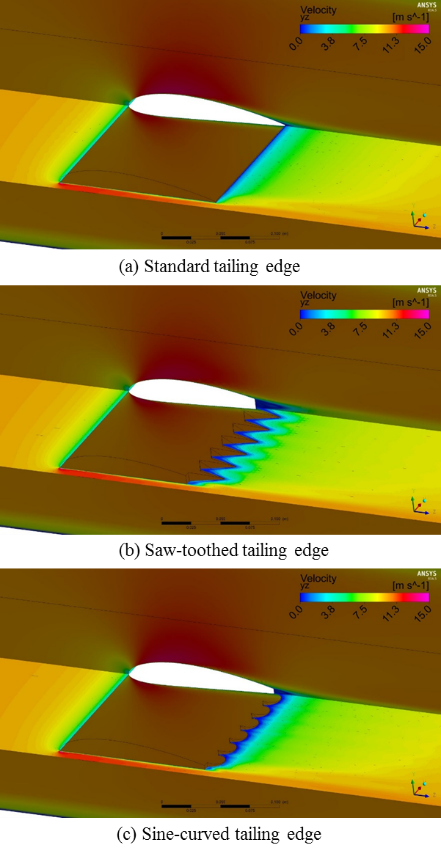 ANSYS
Velocity
yz
[m s^-1]
0.0
3.8
7.5
11.3
15.0
(a) Standard tailing edge
ANSYS
Velocity
yz
[m s^-1]
0.0
3.8
7.5
11.3
15.0
(b) Saw-toothed tailing edge
ANSYS
Velocity
yz
[m s^-1]
0.0
3.8
7.5
11.3
15.0
(c) Sine-curved tailing edge